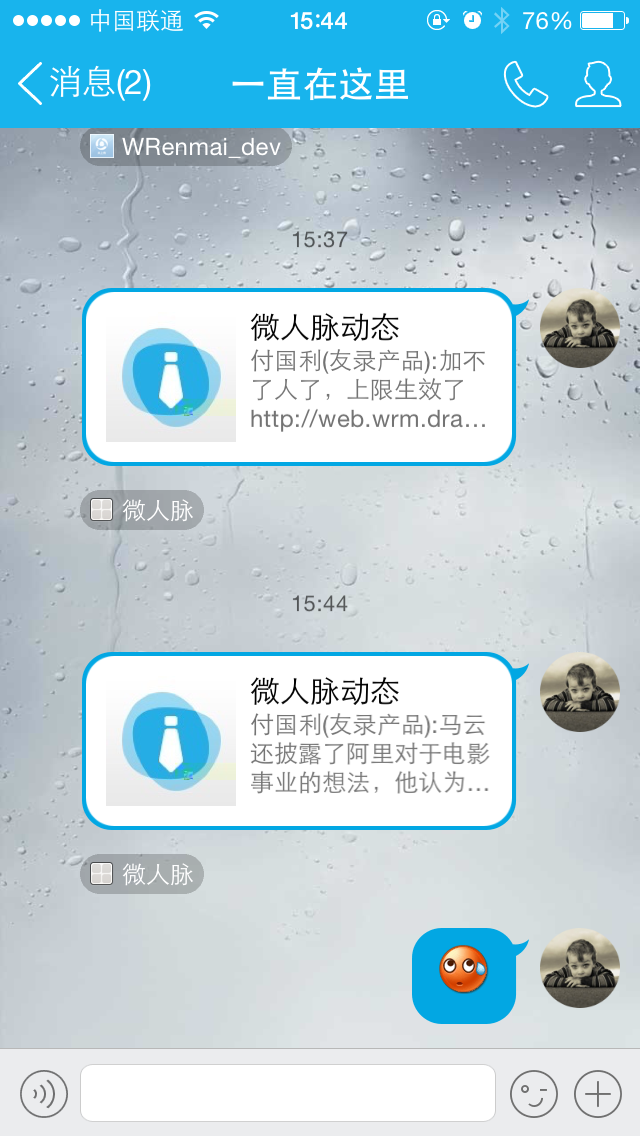 中国联通
15:44
76%
消息(2)
一直在这里
WRenmai_dev
15:37
微人脉动态
付国利(友录产品):加不
了人了，上限生效了
http://web.wrm.dra...
微人脉
15:44
微人脉动态
付国利(友录产品):马云
还披露了阿里对于电影
事业的想法，他认为...
微人脉